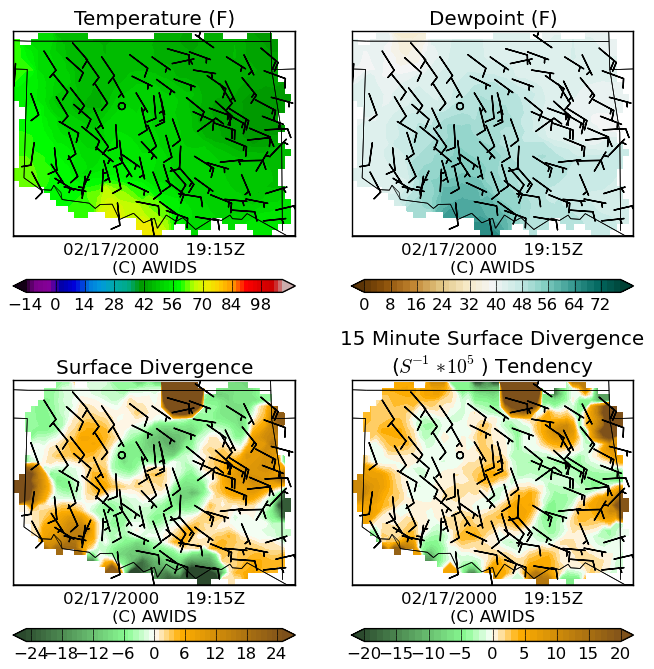 Temperature (F)
Dewpoint (F)
02/17/2000 19:15Z
(C) AWIDS
02/17/2000 19:15Z
(C) AWIDS
−14 0 14 28 42 56 70 84 98
0 8 16 24 32 40 48 56 64 72
Surface Divergence
15 Minute Surface Divergence
(S⁻¹ *10⁵ ) Tendency
02/17/2000 19:15Z
(C) AWIDS
02/17/2000 19:15Z
(C) AWIDS
−24 −18 −12 −6 0 6 12 18 24
−20 −15 −10 −5 0 5 10 15 20